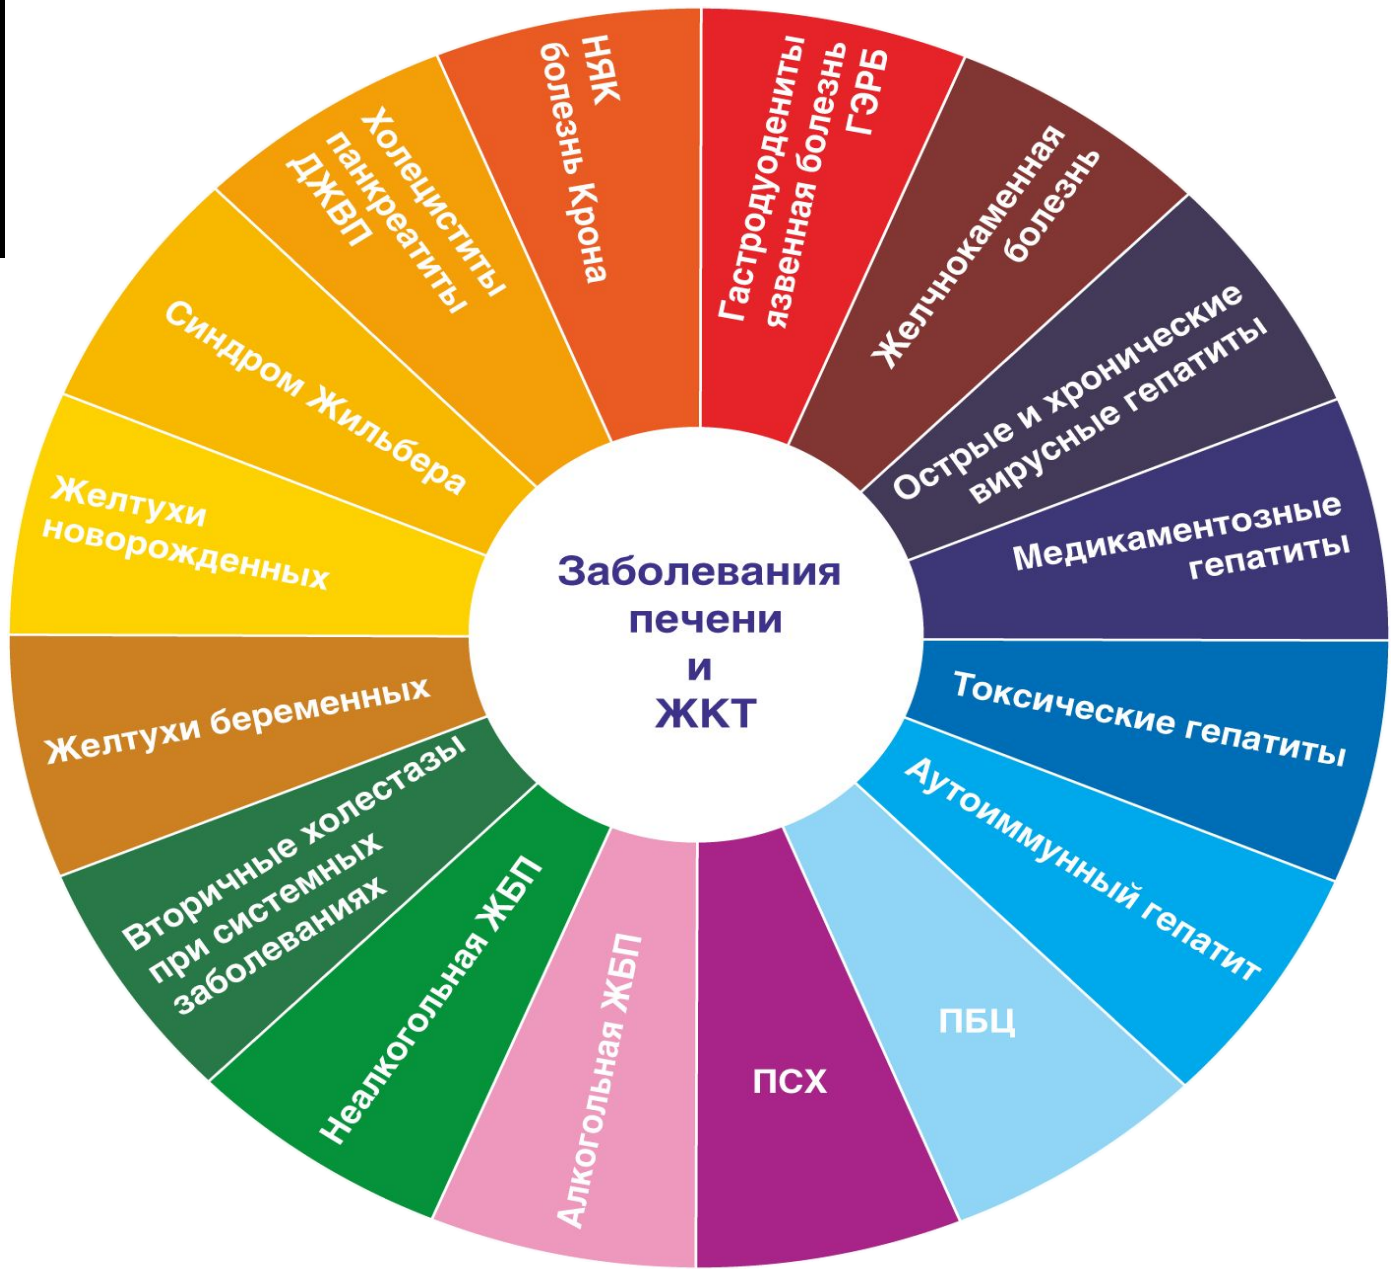 Заболевания
печени
и
ЖКТ
Гастродуодениты
язвенная болезнь
ГЭРБ
Желчнокаменная
болезнь
Острые и хронические
вирусные гепатиты
Медикаментозные
гепатиты
Токсические гепатиты
Аутоиммунный гепатит
ПБЦ
ПСХ
Алкогольная ЖБП
Неалкогольная ЖБП
Вторичные холестазы
при системных
заболеваниях
Желтухи беременных
Желтухи
новорожденных
Синдром Жильбера
Холециститы
панкреатиты
ДЖВП
НЯК
болезнь Крона